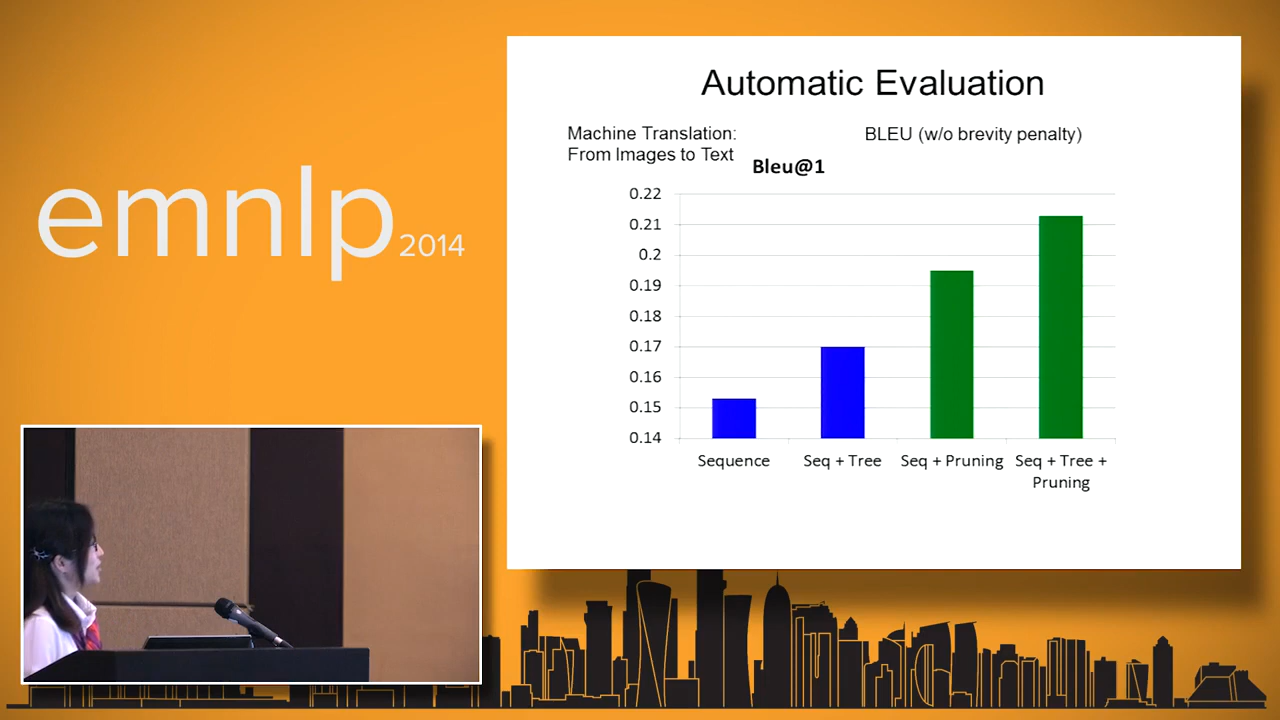 emnlp 2014
Automatic Evaluation
Machine Translation:
From Images to Text
BLEU (w/o brevity penalty)
Bleu@1
0.22
0.21
0.2
0.19
0.18
0.17
0.16
0.15
0.14
Sequence
Seq + Tree
Seq + Pruning
Seq + Tree +
Pruning